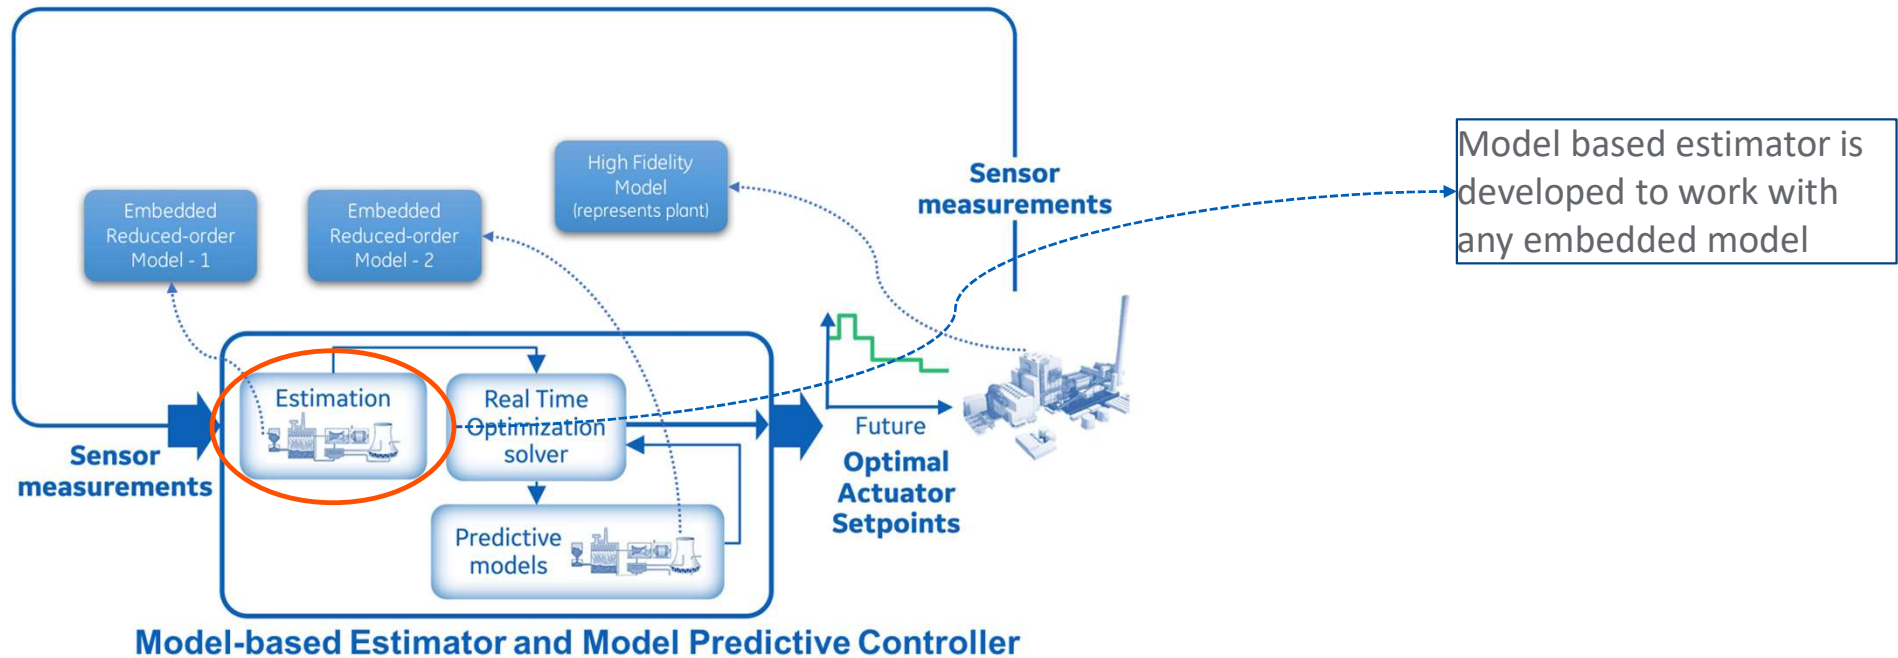 High Fidelity
Model
(represents plant)
Sensor
measurements
Model based estimator is
developed to work with
any embedded model
Embedded
Reduced-order
Model - 1
Embedded
Reduced-order
Model - 2
Estimation
Real Time
Optimization
solver
Sensor
measurements
Predictive
models
Future
Optimal
Actuator
Setpoints
Model-based Estimator and Model Predictive Controller